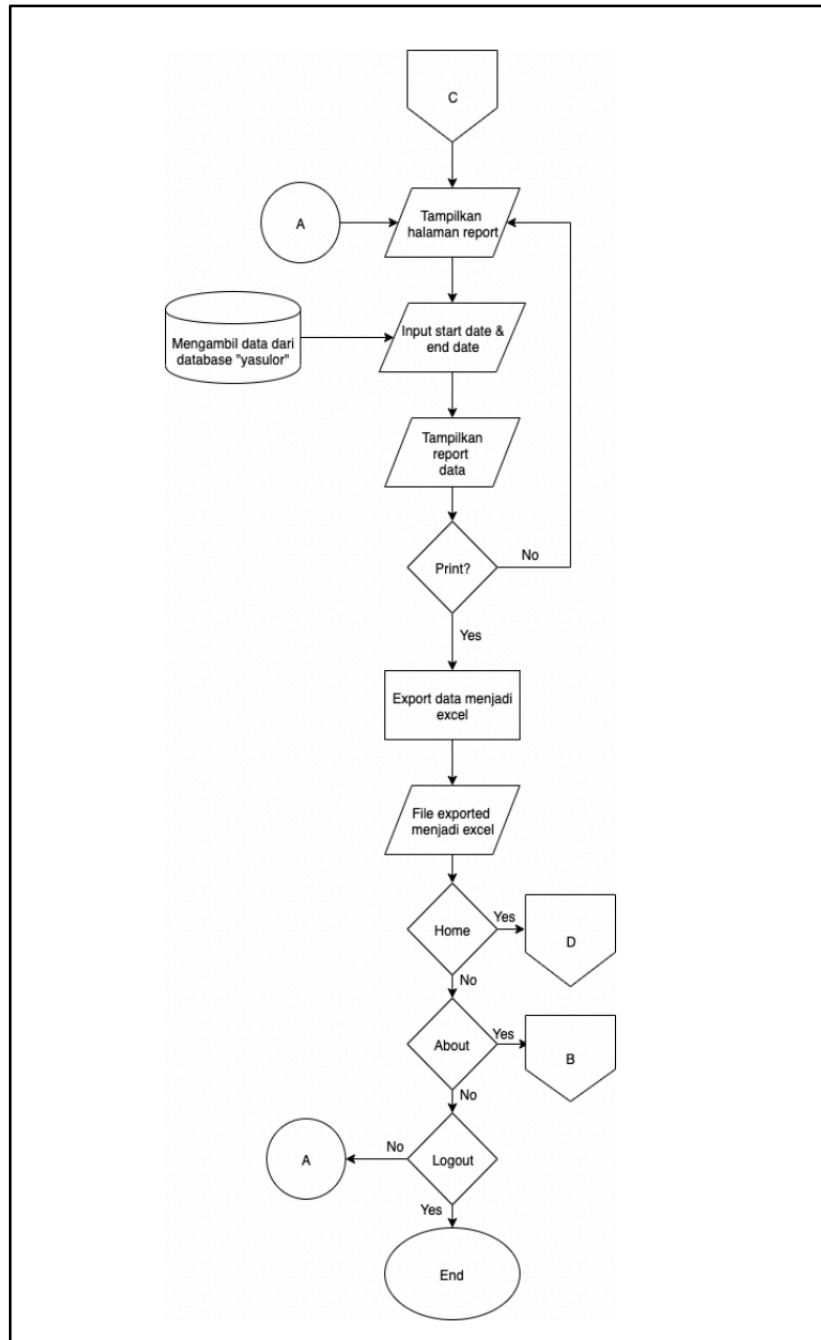 C
A
Tampilkan
halaman report
Mengambil data dari
database "yasulor"
Input start date &
end date
Tampilkan
report
data
Print?
No
Yes
Export data menjadi
excel
File exported
menjadi excel
Home
Yes
D
No
About
Yes
B
No
A
No
Logout
Yes
End